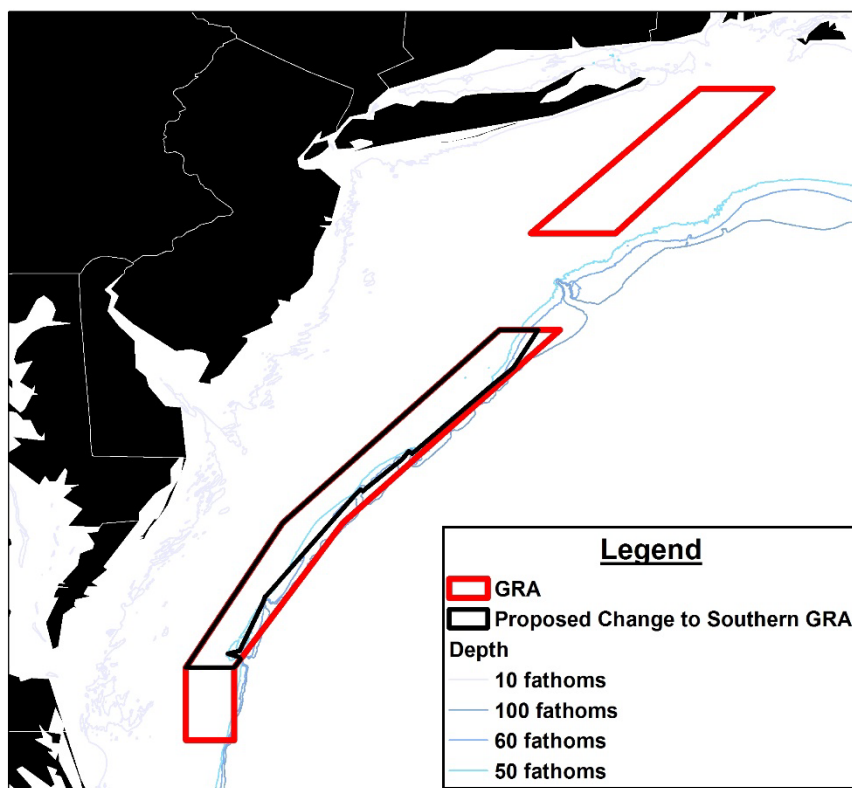 Legend
GRA
Proposed Change to Southern GRA
Depth
10 fathoms
100 fathoms
60 fathoms
50 fathoms